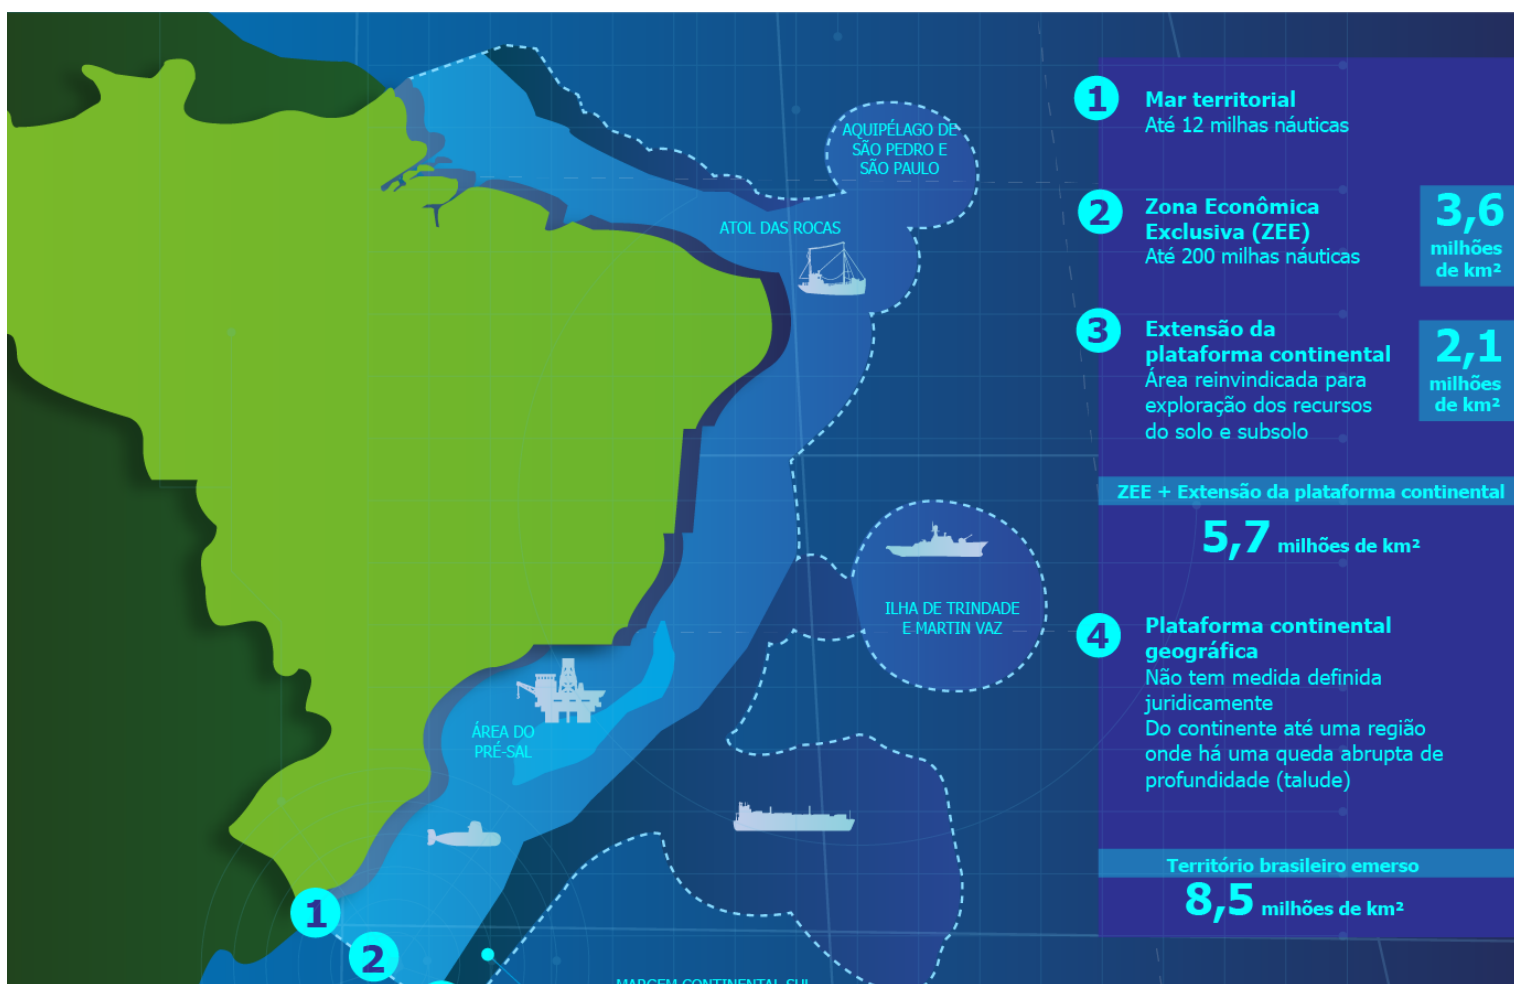 AQUIPÉLAGO DE
SÃO PEDRO E
SÃO PAULO
ATOL DAS ROCAS
ILHA DE TRINDADE
E MARTIN VAZ
ÁREA DO
PRÉ-SAL
1
2
MARGEM CONTINENTAL SUL
1
Mar territorial
Até 12 milhas náuticas
2
Zona Econômica
Exclusiva (ZEE)
Até 200 milhas náuticas
3,6
milhões
de km²
3
Extensão da
plataforma continental
Área reinvindicada para
exploração dos recursos
do solo e subsolo
2,1
milhões
de km²
ZEE + Extensão da plataforma continental
5,7 milhões de km²
4
Plataforma continental
geográfica
Não tem medida definida
juridicamente
Do continente até uma região
onde há uma queda abrupta de
profundidade (talude)
Território brasileiro emerso
8,5 milhões de km²